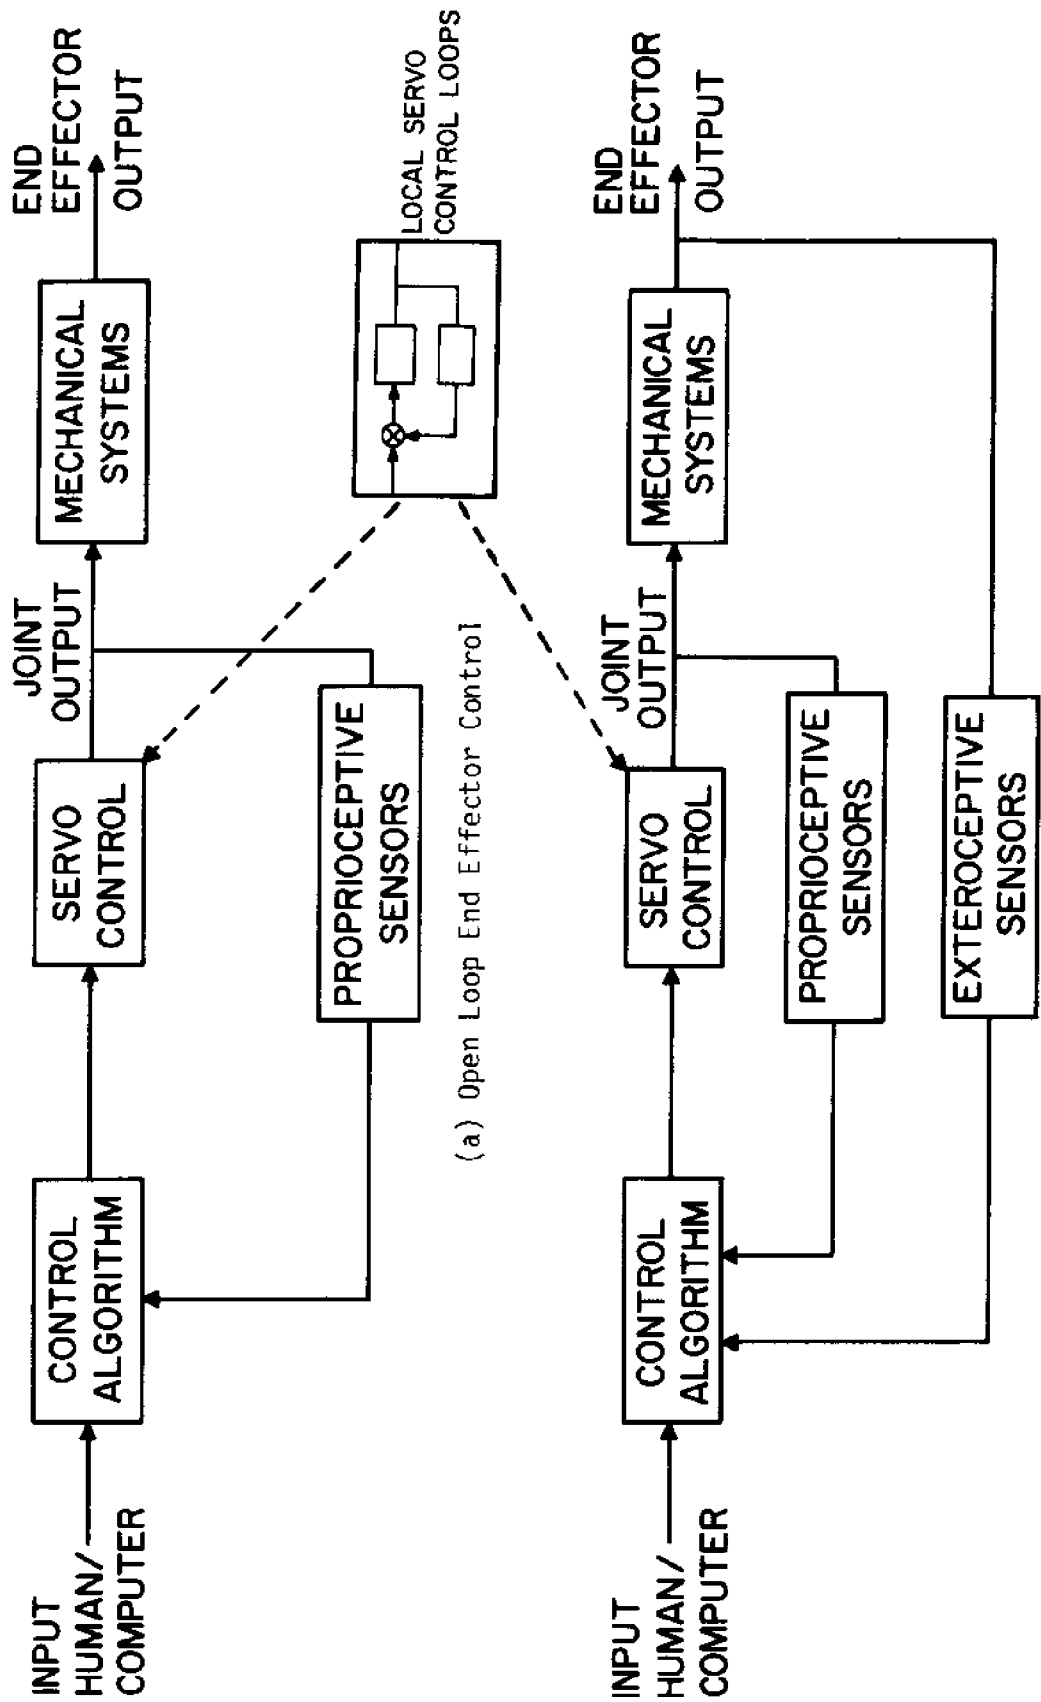 INPUT
HUMAN/
COMPUTER
CONTROL
ALGORITHM
SERVO
CONTROL
JOINT
OUTPUT
MECHANICAL
SYSTEMS
END
EFFECTOR
OUTPUT
PROPRIOCEPTIVE
SENSORS
LOCAL SERVO
CONTROL LOOPS
(a) Open Loop End Effector Control
INPUT
HUMAN/
COMPUTER
CONTROL
ALGORITHM
SERVO
CONTROL
JOINT
OUTPUT
MECHANICAL
SYSTEMS
END
EFFECTOR
OUTPUT
PROPRIOCEPTIVE
SENSORS
EXTEROCEPTIVE
SENSORS